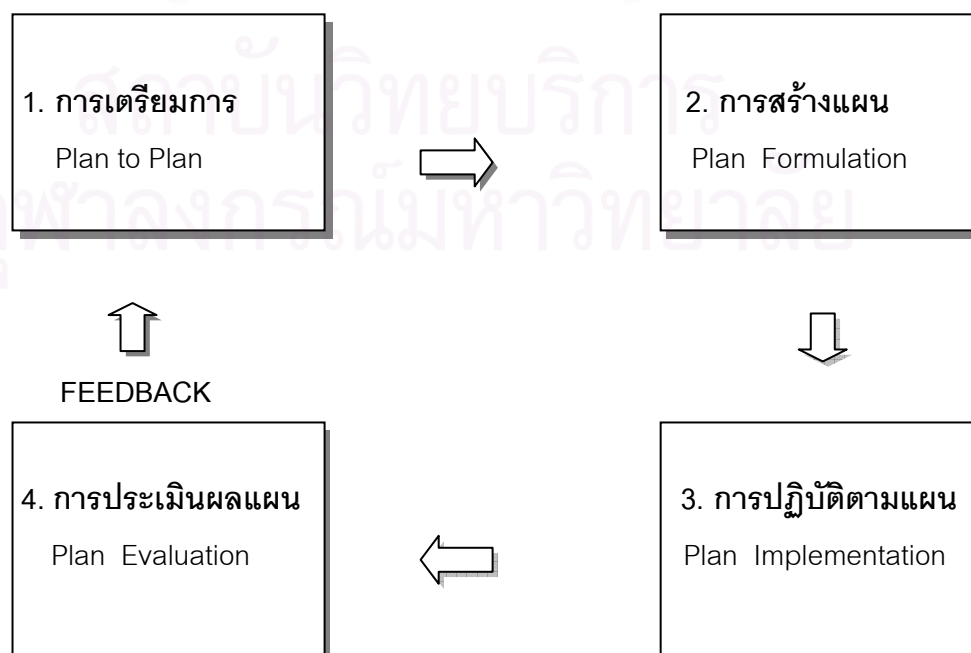 สถาบันวิทยบริการ
จุฬาลงกรณ์มหาวิทยาลัย
1. การเตรียมการ
Plan to Plan
2. การสร้างแผน
Plan Formulation
FEEDBACK
4. การประเมินผลแผน
Plan Evaluation
3. การปฏิบัติตามแผน
Plan Implementation